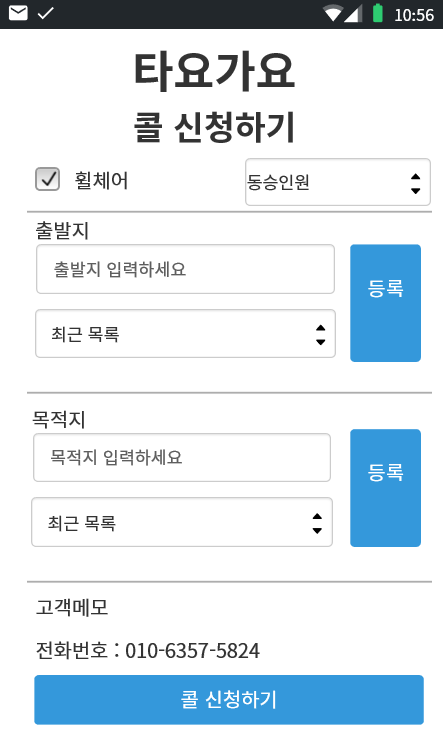 10:56
타요가요
콜 신청하기
휠체어
동승인원
출발지
출발지 입력하세요
등록
최근 목록
목적지
목적지 입력하세요
등록
최근 목록
고객메모
전화번호 : 010-6357-5824
콜 신청하기